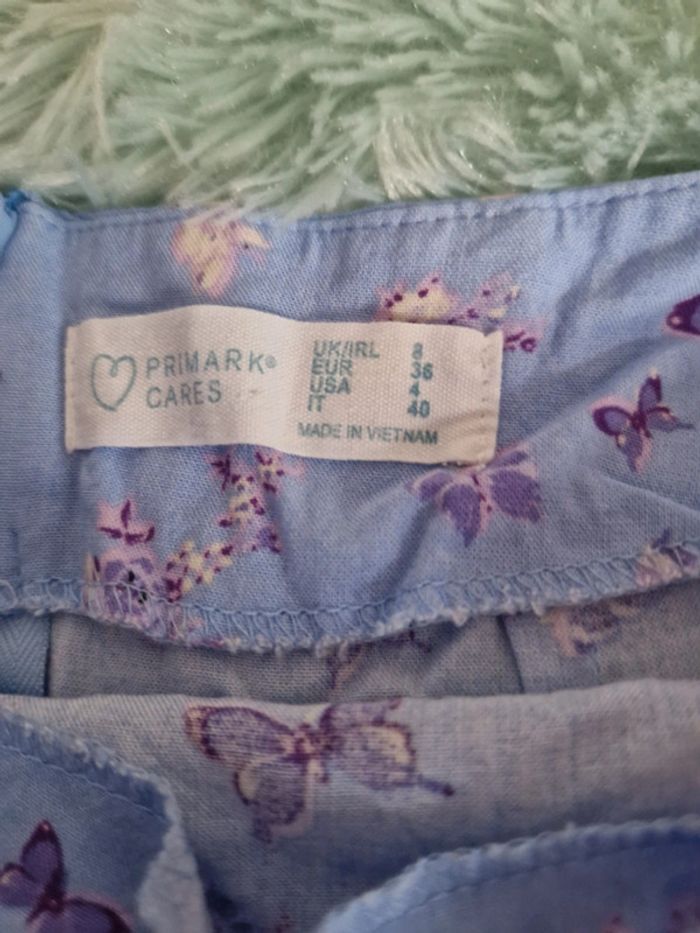 PRIMARK®
CARES
UK/IRL 8
EUR 36
USA 4
IT 40
MADE IN VIETNAM